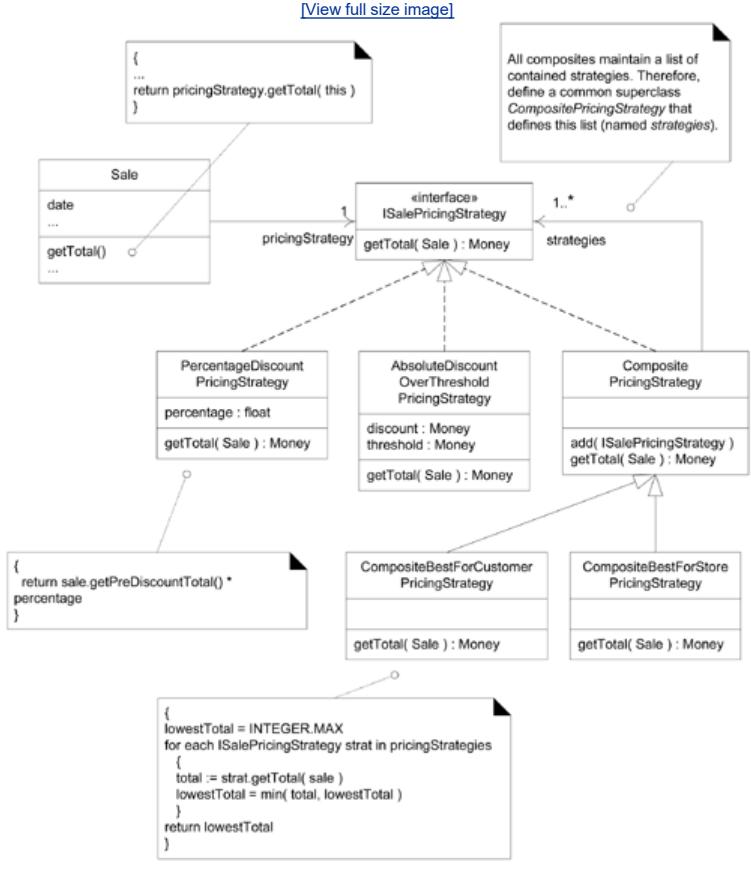 [View full size image]
{
...
return pricingStrategy.getTotal( this )
}
All composites maintain a list of
contained strategies. Therefore,
define a common superclass
CompositePricingStrategy that
defines this list (named strategies).
Sale
date
...
getTotal()
...
1
pricingStrategy
«interface»
ISalePricingStrategy
getTotal( Sale ) : Money
1..*
strategies
PercentageDiscount
PricingStrategy
percentage : float
getTotal( Sale ) : Money
AbsoluteDiscount
OverThreshold
PricingStrategy
discount : Money
threshold : Money
getTotal( Sale ) : Money
Composite
PricingStrategy
add( ISalePricingStrategy )
getTotal( Sale ) : Money
{
return sale.getPreDiscountTotal() *
percentage
}
CompositeBestForCustomer
PricingStrategy
getTotal( Sale ) : Money
CompositeBestForStore
PricingStrategy
getTotal( Sale ) : Money
{
lowestTotal = INTEGER.MAX
for each ISalePricingStrategy strat in pricingStrategies
{
total := strat.getTotal( sale )
lowestTotal = min( total, lowestTotal )
}
return lowestTotal
}